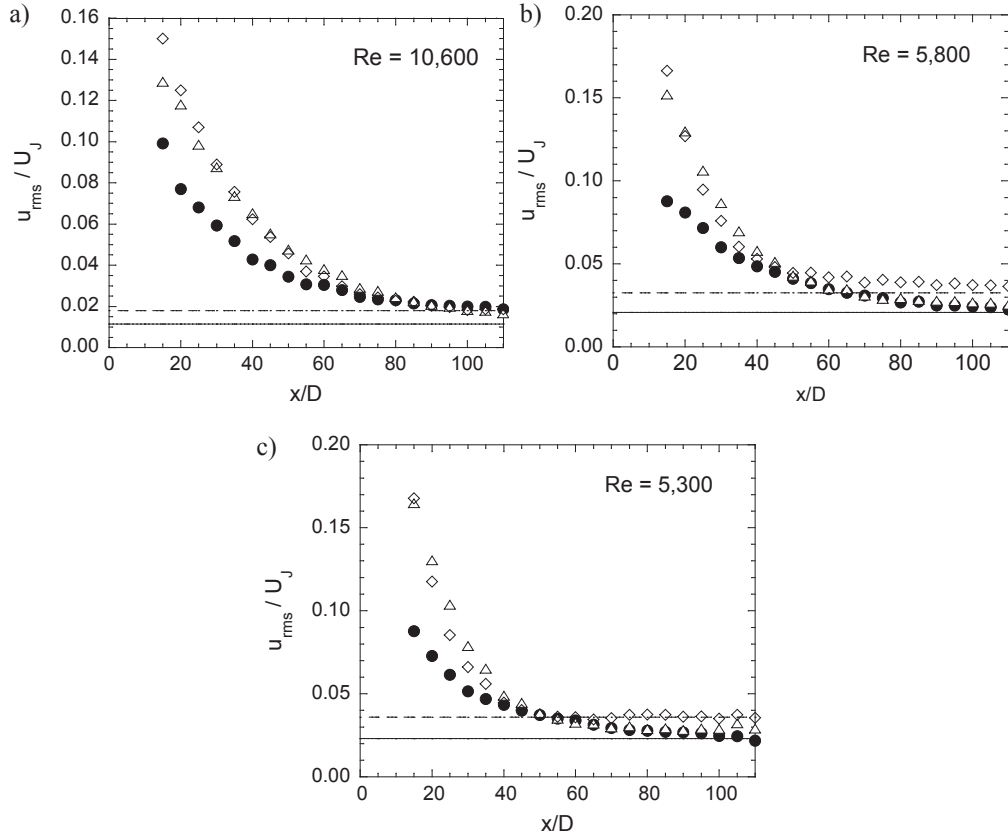 a)
Re = 10,600
0.16
0.14
0.12
0.10
0.08
0.06
0.04
0.02
0.00
u_rms / U_J
0 20 40 60 80 100
x/D
b)
Re = 5,800
0.20
0.15
0.10
0.05
0.00
u_rms / U_J
0 20 40 60 80 100
x/D
c)
Re = 5,300
0.20
0.15
0.10
0.05
0.00
u_rms / U_J
0 20 40 60 80 100
x/D